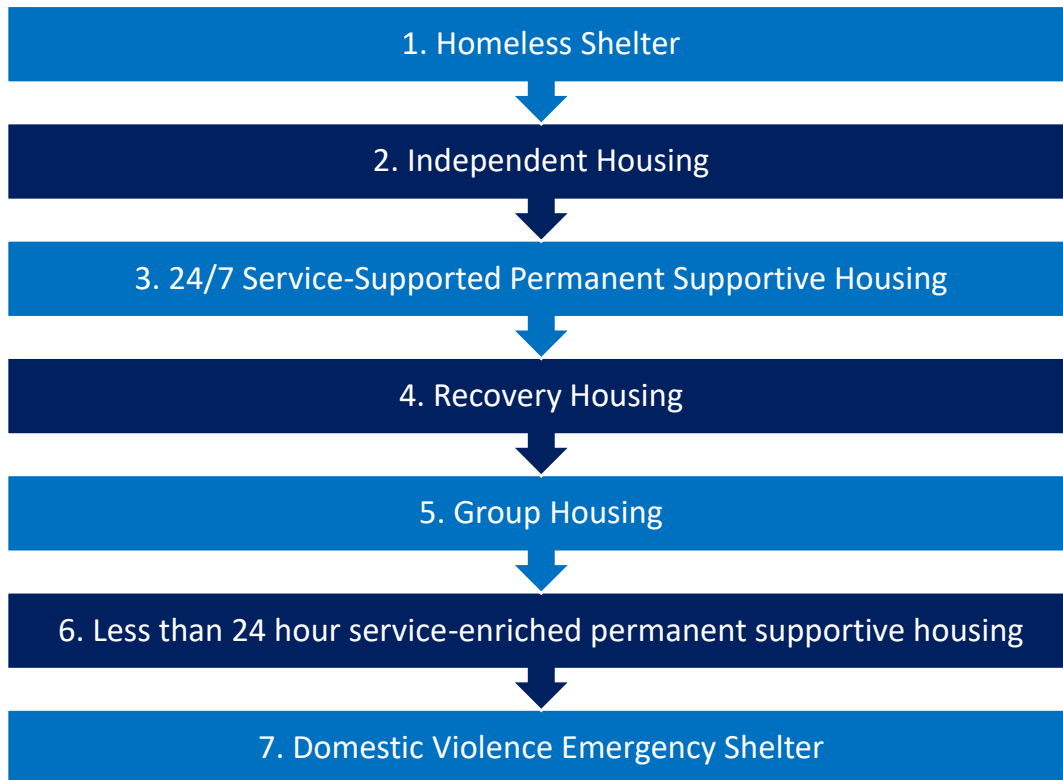 1. Homeless Shelter
2. Independent Housing
3. 24/7 Service-Supported Permanent Supportive Housing
4. Recovery Housing
5. Group Housing
6. Less than 24 hour service-enriched permanent supportive housing
7. Domestic Violence Emergency Shelter